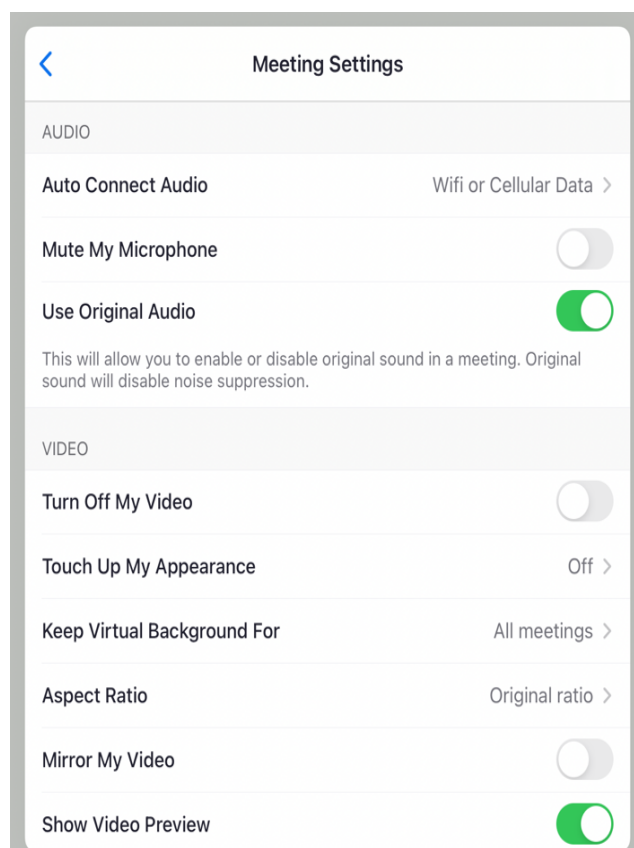 Meeting Settings
AUDIO
Auto Connect Audio Wifi or Cellular Data
Mute My Microphone
Use Original Audio
This will allow you to enable or disable original sound in a meeting. Original
sound will disable noise suppression.
VIDEO
Turn Off My Video
Touch Up My Appearance Off
Keep Virtual Background For All meetings
Aspect Ratio Original ratio
Mirror My Video
Show Video Preview